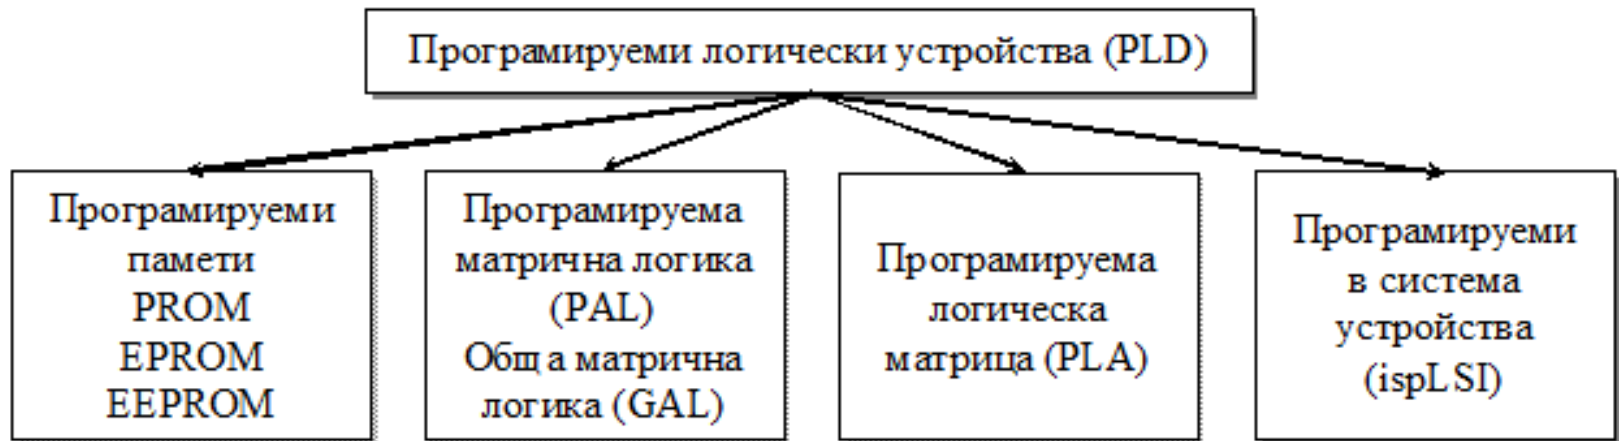 Програмируеми логически устройства (PLD)
Програмируеми
памети
PROM
EPROM
EEPROM
Програмируема
матрична логика
(PAL)
Обща матрична
логика (GAL)
Програмируема
логическа
матрица (PLA)
Програмируеми
в система
устройства
(ispLSI)